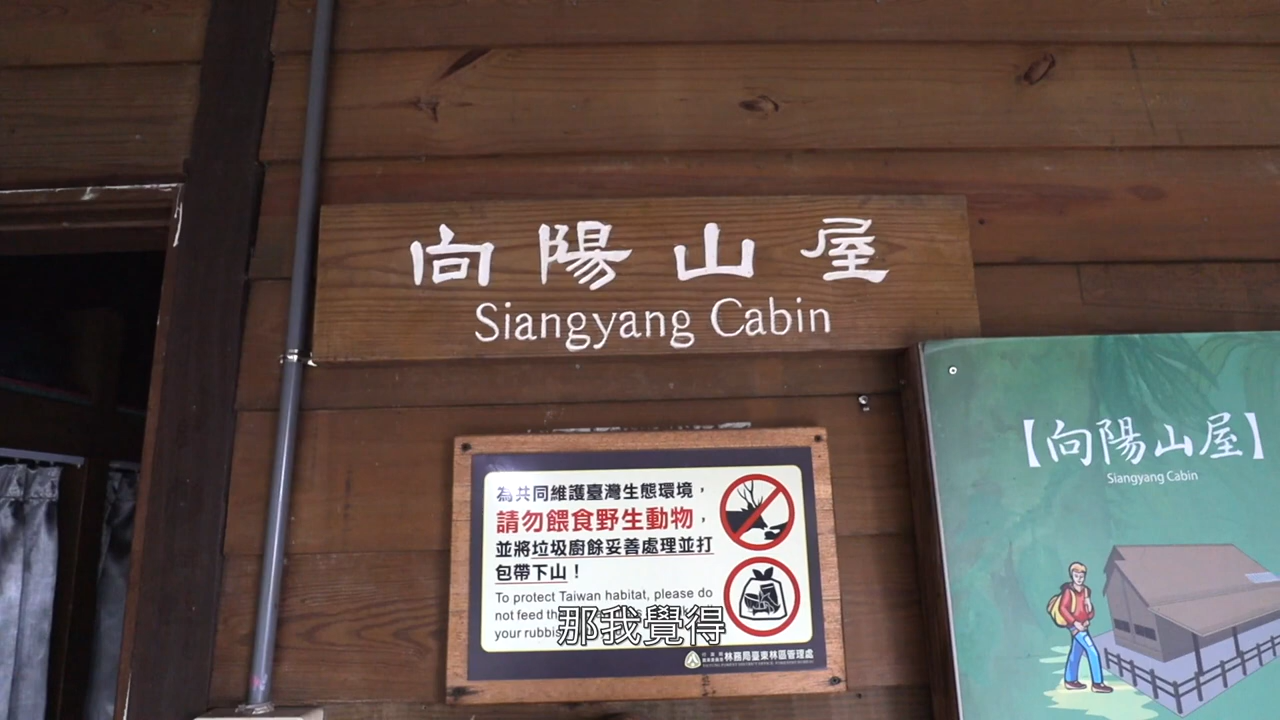 向陽山屋
Siangyang Cabin
【向陽山屋】
Siangyang Cabin
為共同維護臺灣生態環境，
請勿餵食野生動物，
並將垃圾廚餘妥善處理並打
包帶下山！
To protect Taiwan habitat, please do
not feed
your
林務局臺東林區管理處
那我覺得